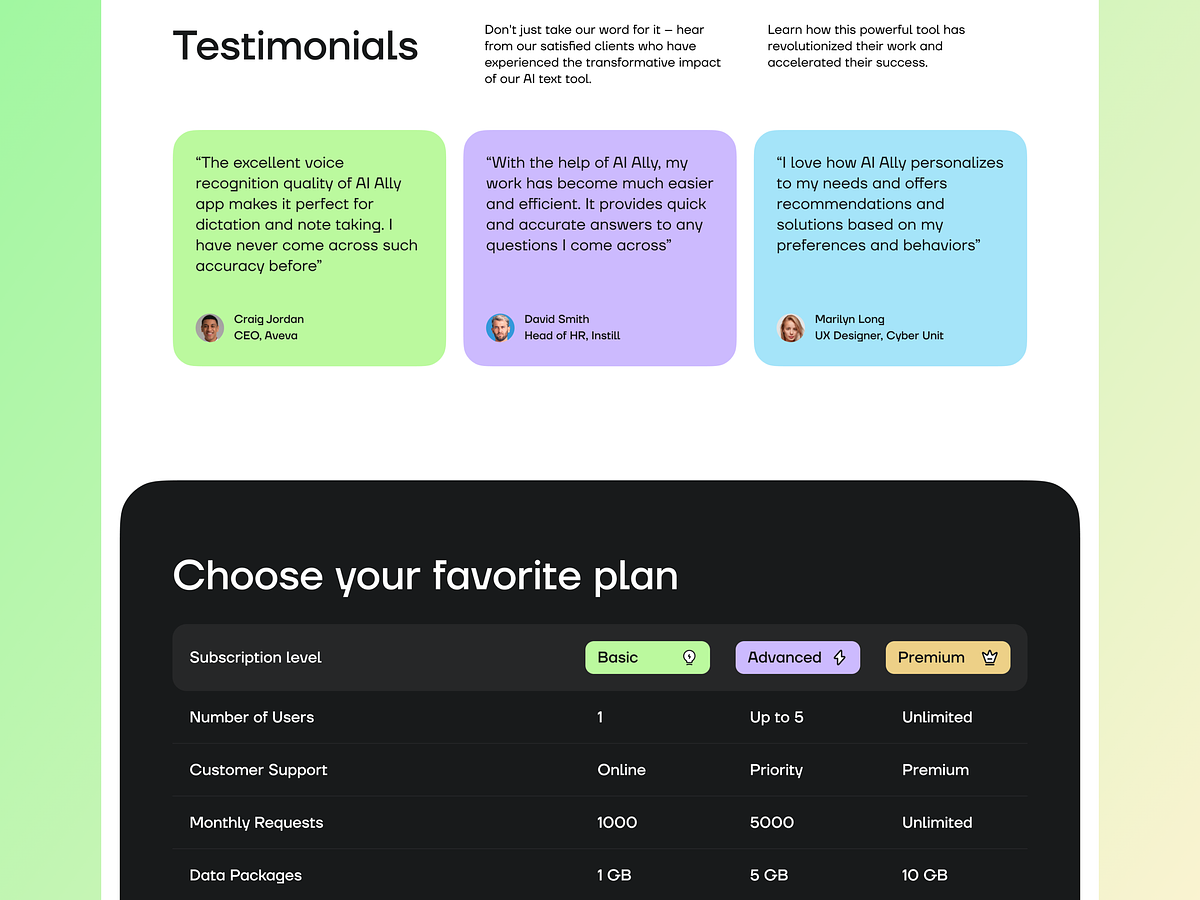 Testimonials
Don't just take our word for it – hear
from our satisfied clients who have
experienced the transformative impact
of our AI text tool.
Learn how this powerful tool has
revolutionized their work and
accelerated their success.
“The excellent voice
recognition quality of AI Ally
app makes it perfect for
dictation and note taking. I
have never come across such
accuracy before”
Craig Jordan
CEO, Aveva
“With the help of AI Ally, my
work has become much easier
and efficient. It provides quick
and accurate answers to any
questions I come across”
David Smith
Head of HR, Instill
“I love how AI Ally personalizes
to my needs and offers
recommendations and
solutions based on my
preferences and behaviors”
Marilyn Long
UX Designer, Cyber Unit
Choose your favorite plan
Subscription level Basic Advanced Premium
Number of Users 1 Up to 5 Unlimited
Customer Support Online Priority Premium
Monthly Requests 1000 5000 Unlimited
Data Packages 1 GB 5 GB 10 GB